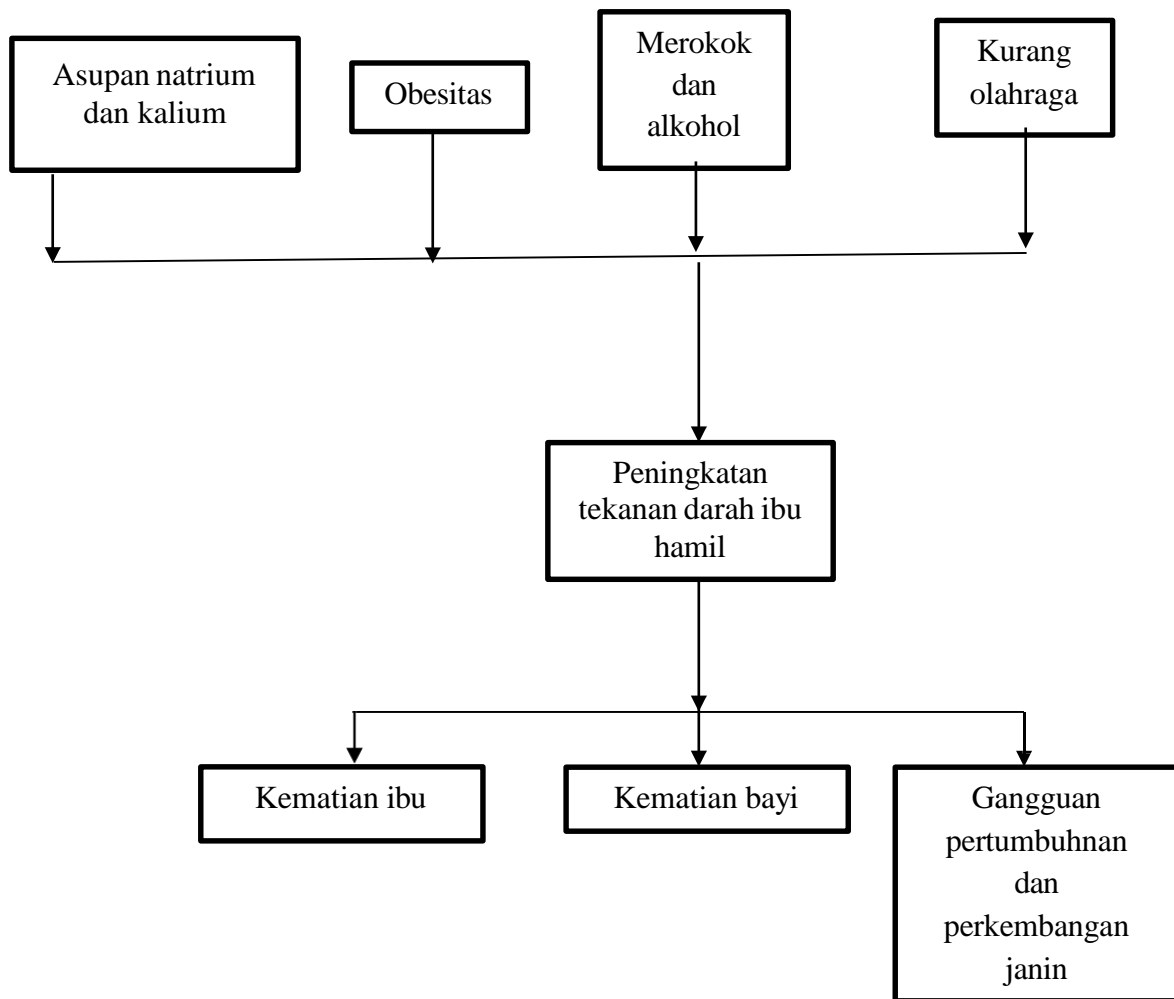 Asupan natrium
dan kalium
Obesitas
Merokok
dan
alkohol
Kurang
olahraga
Peningkatan
tekanan darah ibu
hamil
Kematian ibu
Kematian bayi
Gangguan
pertumbuhnan
dan
perkembangan
janin